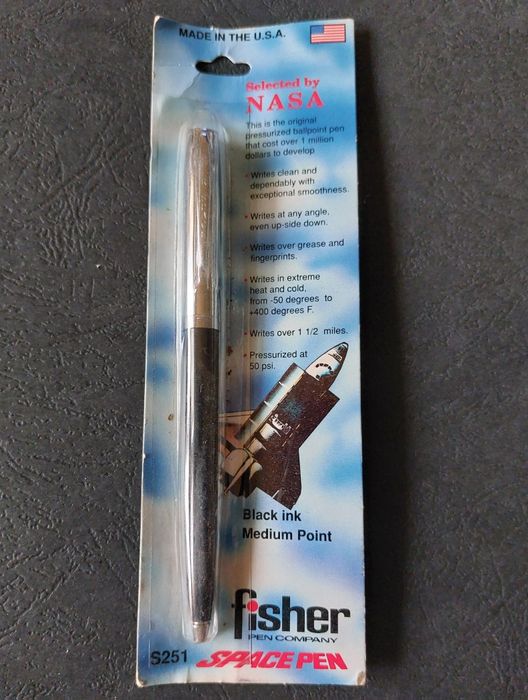 MADE IN THE U.S.A.
Selected by
NASA
This is the original
pressurized ballpoint pen
that cost over 1 million
dollars to develop
• Writes clean and
dependably with
exceptional smoothness.
• Writes at any angle,
even up-side down.
• Writes over grease and
fingerprints.
• Writes in extreme
heat and cold,
from -50 degrees to
+400 degrees F.
• Writes over 1 1/2 miles.
• Pressurized at
50 psi.
Black ink
Medium Point
fisher
PEN COMPANY
S251 SPACE PEN